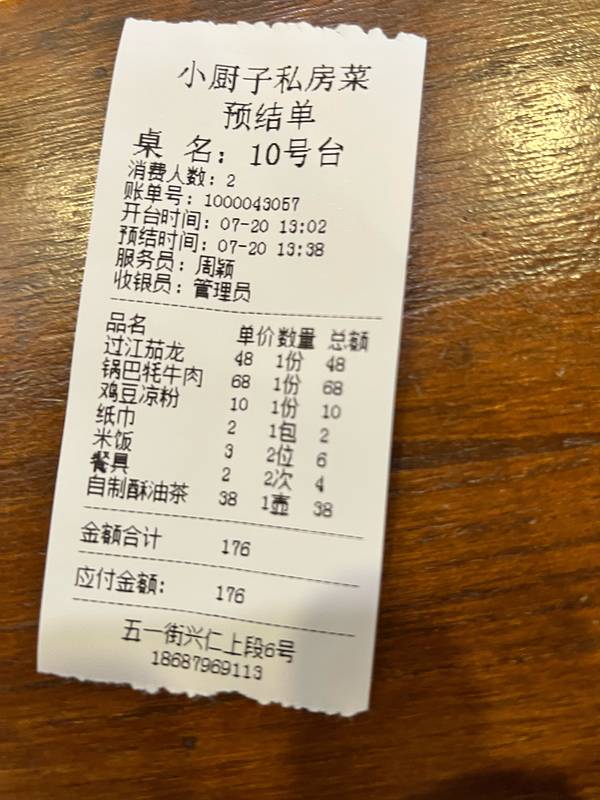 小厨子私房菜
预结单
桌 名: 10号台
消费人数: 2
账单号: 1000043057
开台时间: 07-20 13:02
预结时间: 07-20 13:38
服务员: 周颖
收银员: 管理员
品名 单价 数量 总额
过江茄龙 48 1份 48
锅巴牦牛肉 68 1份 68
鸡豆凉粉 10 1份 10
纸巾 2 1包 2
米饭 3 2位 6
餐具 2 2次 4
自制酥油茶 38 1壶 38
金额合计 176
应付金额: 176
五一街兴仁上段6号
18687969113